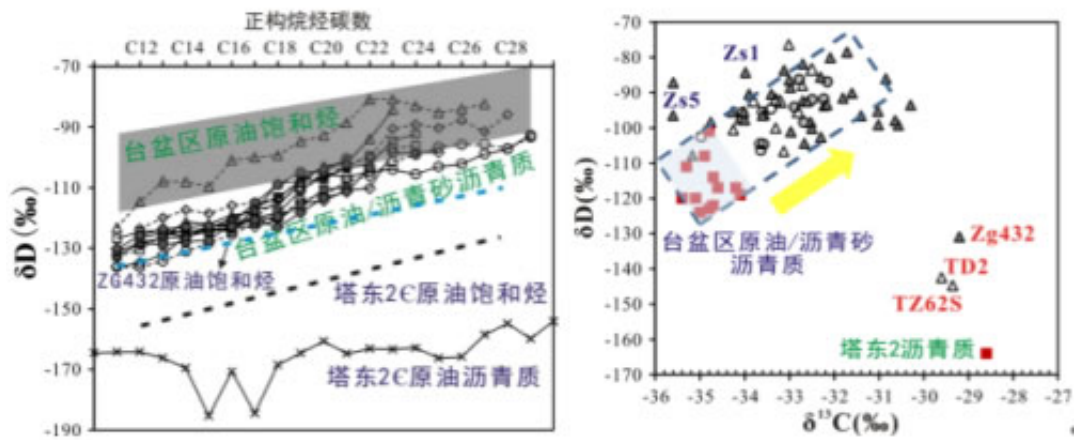 正构烷烃碳数
C12 C14 C16 C18 C20 C22 C24 C26 C28
-70
-90
-110
-130
-150
-170
-190
δD (‰)
台盆区原油饱和烃
台盆区原油/沥青砂沥青质
ZG432原油饱和烃
塔东2Є原油饱和烃
塔东2Є原油沥青质
-70
-80
-90
-100
-110
-120
-130
-140
-150
-160
-170
δD(‰)
Zs1
Zs5
台盆区原油/沥青砂
沥青质
Zg432
TD2
TZ62S
塔东2沥青质
-36 -35 -34 -33 -32 -31 -30 -29 -28 -27
δ¹³C(‰)